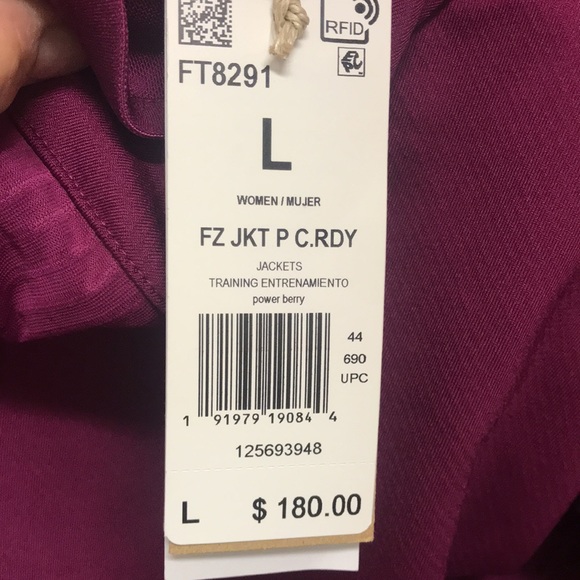 RFID
FT8291
L
WOMEN / MUJER
FZ JKT P C.RDY
JACKETS
TRAINING ENTRENAMIENTO
power berry
44
690
UPC
1 91979 19084 4
125693948
L $ 180.00